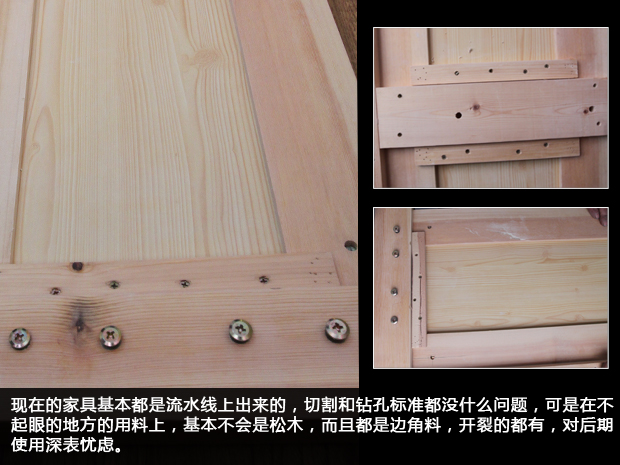 现在的家具基本都是流水线上出来的，切割和钻孔标准都没什么问题，可是在不
起眼的地方的用料上，基本不会是松木，而且都是边角料，开裂的都有，对后期
使用深表忧虑。